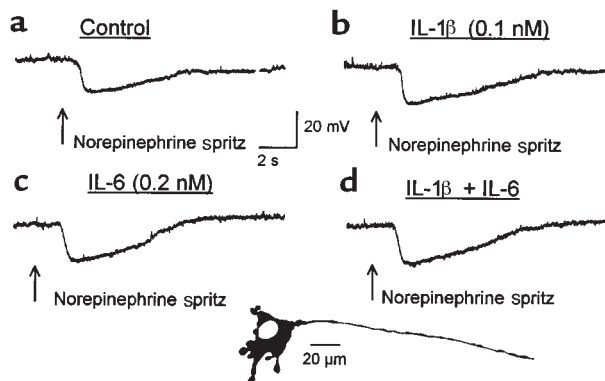 a
Control
Norepinephrine spritz
20 mV
2 s
b
IL-1β (0.1 nM)
Norepinephrine spritz
c
IL-6 (0.2 nM)
Norepinephrine spritz
d
IL-1β + IL-6
Norepinephrine spritz
20 μm